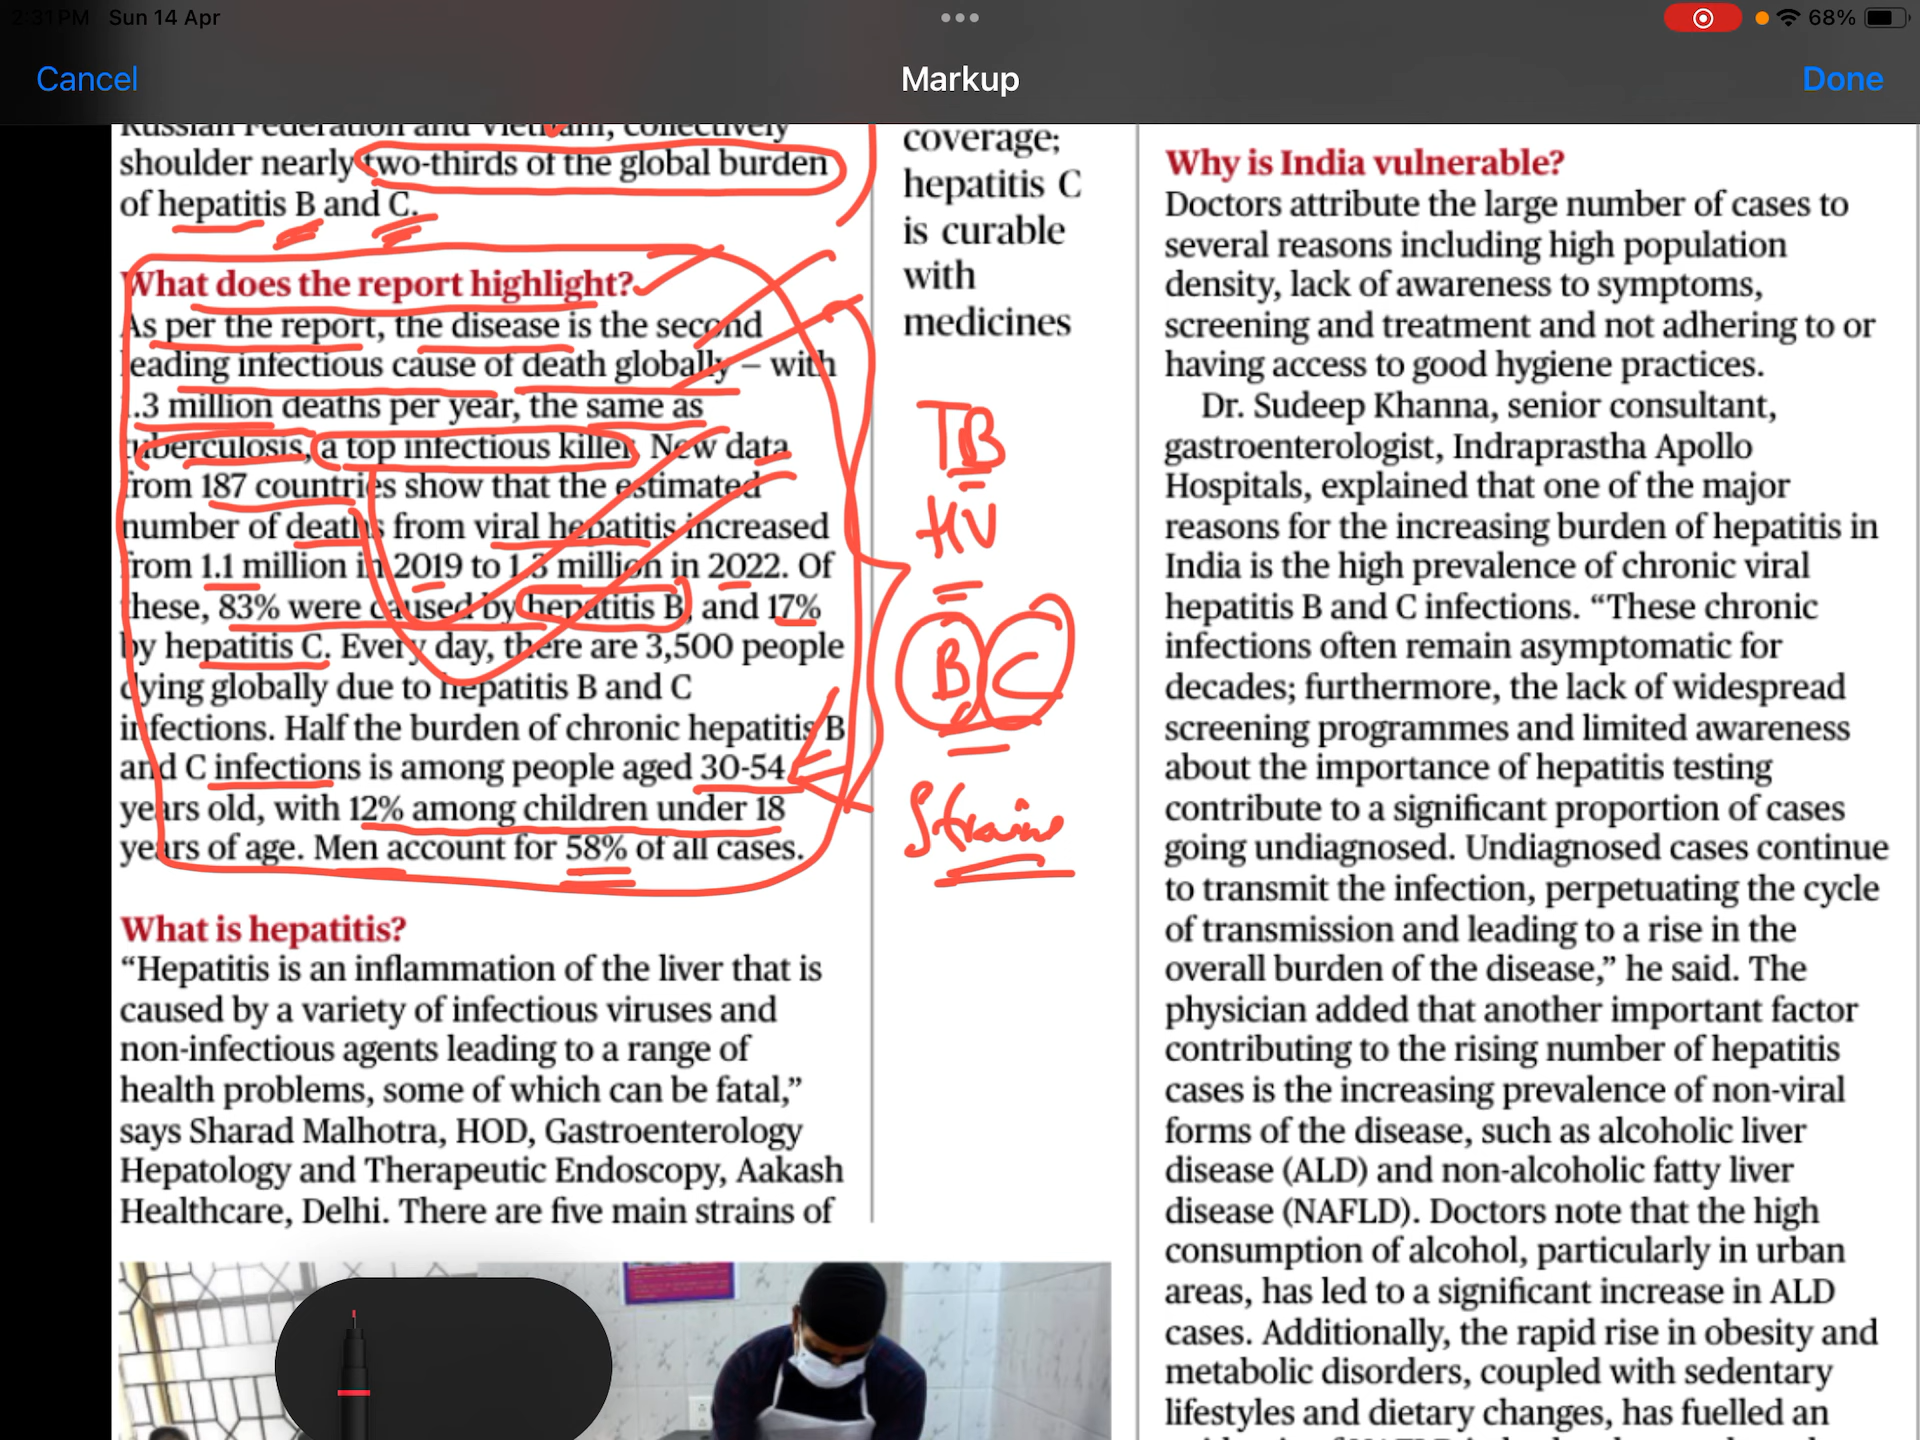 2:31 PM Sun 14 Apr
68%
Cancel
Markup
Done
Russian Federation and Vietnam, collectively
shoulder nearly two-thirds of the global burden
of hepatitis B and C.
What does the report highlight?
As per the report, the disease is the second
leading infectious cause of death globally – with
.3 million deaths per year, the same as
tuberculosis, a top infectious killer. New data
from 187 countries show that the estimated
number of deaths from viral hepatitis increased
from 1.1 million in 2019 to 1.3 million in 2022. Of
these, 83% were caused by hepatitis B, and 17%
by hepatitis C. Every day, there are 3,500 people
dying globally due to hepatitis B and C
infections. Half the burden of chronic hepatitis B
and C infections is among people aged 30-54
years old, with 12% among children under 18
years of age. Men account for 58% of all cases.
What is hepatitis?
“Hepatitis is an inflammation of the liver that is
caused by a variety of infectious viruses and
non-infectious agents leading to a range of
health problems, some of which can be fatal,”
says Sharad Malhotra, HOD, Gastroenterology
Hepatology and Therapeutic Endoscopy, Aakash
Healthcare, Delhi. There are five main strains of
coverage;
hepatitis C
is curable
with
medicines
TB
HV
B C
Strains
Why is India vulnerable?
Doctors attribute the large number of cases to
several reasons including high population
density, lack of awareness to symptoms,
screening and treatment and not adhering to or
having access to good hygiene practices.
Dr. Sudeep Khanna, senior consultant,
gastroenterologist, Indraprastha Apollo
Hospitals, explained that one of the major
reasons for the increasing burden of hepatitis in
India is the high prevalence of chronic viral
hepatitis B and C infections. “These chronic
infections often remain asymptomatic for
decades; furthermore, the lack of widespread
screening programmes and limited awareness
about the importance of hepatitis testing
contribute to a significant proportion of cases
going undiagnosed. Undiagnosed cases continue
to transmit the infection, perpetuating the cycle
of transmission and leading to a rise in the
overall burden of the disease,” he said. The
physician added that another important factor
contributing to the rising number of hepatitis
cases is the increasing prevalence of non-viral
forms of the disease, such as alcoholic liver
disease (ALD) and non-alcoholic fatty liver
disease (NAFLD). Doctors note that the high
consumption of alcohol, particularly in urban
areas, has led to a significant increase in ALD
cases. Additionally, the rapid rise in obesity and
metabolic disorders, coupled with sedentary
lifestyles and dietary changes, has fuelled an